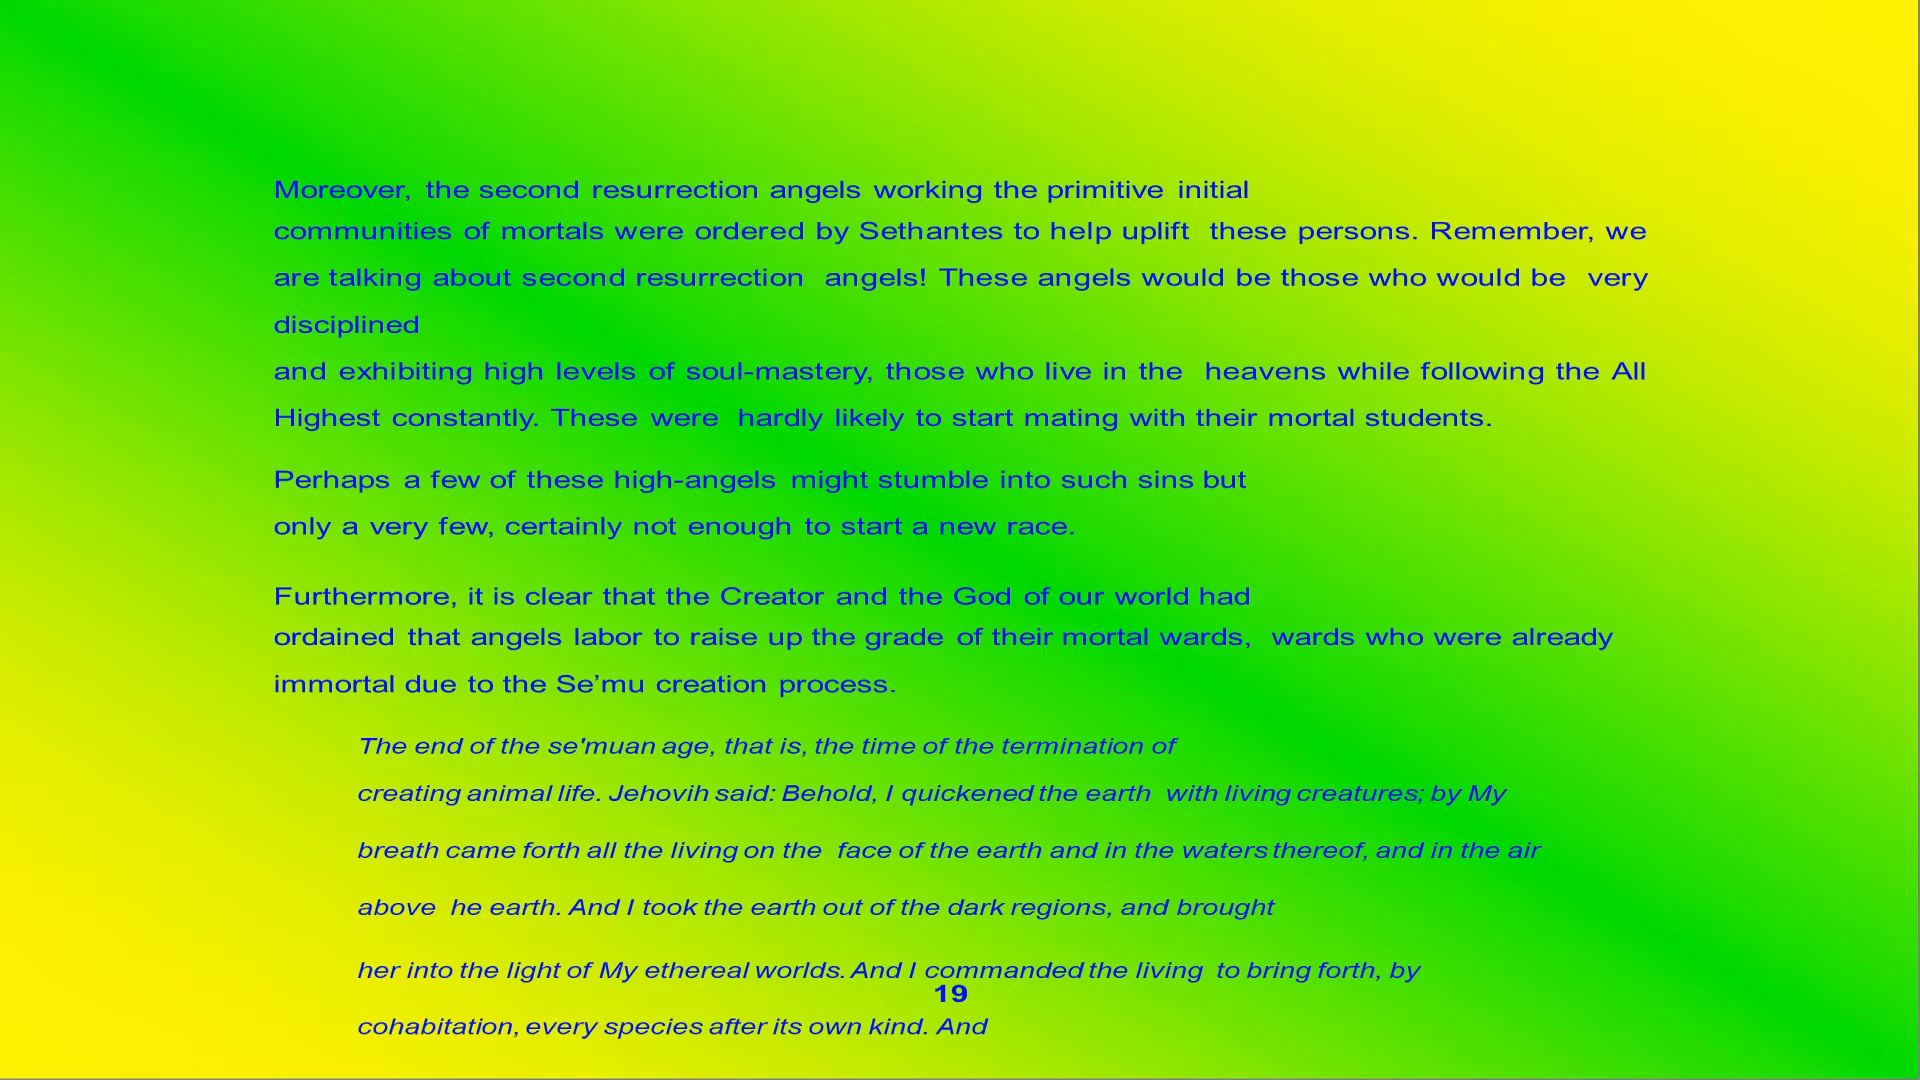 Moreover, the second resurrection angels working the primitive initial
communities of mortals were ordered by Sethantes to help uplift these persons. Remember, we
are talking about second resurrection angels! These angels would be those who would be very
disciplined
and exhibiting high levels of soul-mastery, those who live in the heavens while following the All
Highest constantly. These were hardly likely to start mating with their mortal students.
Perhaps a few of these high-angels might stumble into such sins but
only a very few, certainly not enough to start a new race.
Furthermore, it is clear that the Creator and the God of our world had
ordained that angels labor to raise up the grade of their mortal wards, wards who were already
immortal due to the Se’mu creation process.
The end of the se'muan age, that is, the time of the termination of
creating animal life. Jehovih said: Behold, I quickened the earth with living creatures; by My
breath came forth all the living on the face of the earth and in the waters thereof, and in the air
above he earth. And I took the earth out of the dark regions, and brought
her into the light of My ethereal worlds. And I commanded the living to bring forth, by
19
cohabitation, every species after its own kind. And